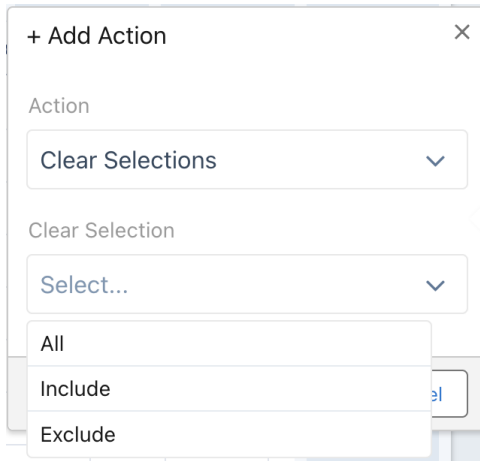 + Add Action
Action
Clear Selections
Clear Selection
Select...
All
Include
Exclude